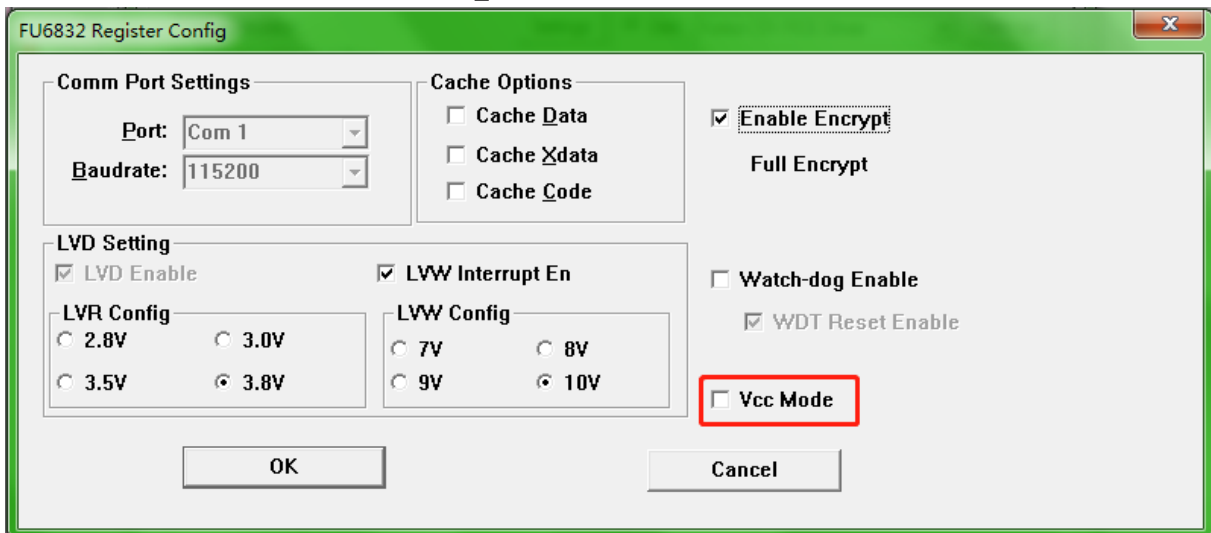 FU6832 Register Config
Comm Port Settings
Port: Com 1
Baudrate: 115200
Cache Options
Cache Data
Cache Xdata
Cache Code
Enable Encrypt
Full Encrypt
LVD Setting
LVD Enable
LVW Interrupt En
LVR Config
2.8V 3.0V
3.5V 3.8V
LVW Config
7V 8V
9V 10V
Watch-dog Enable
WDT Reset Enable
Vcc Mode
OK
Cancel